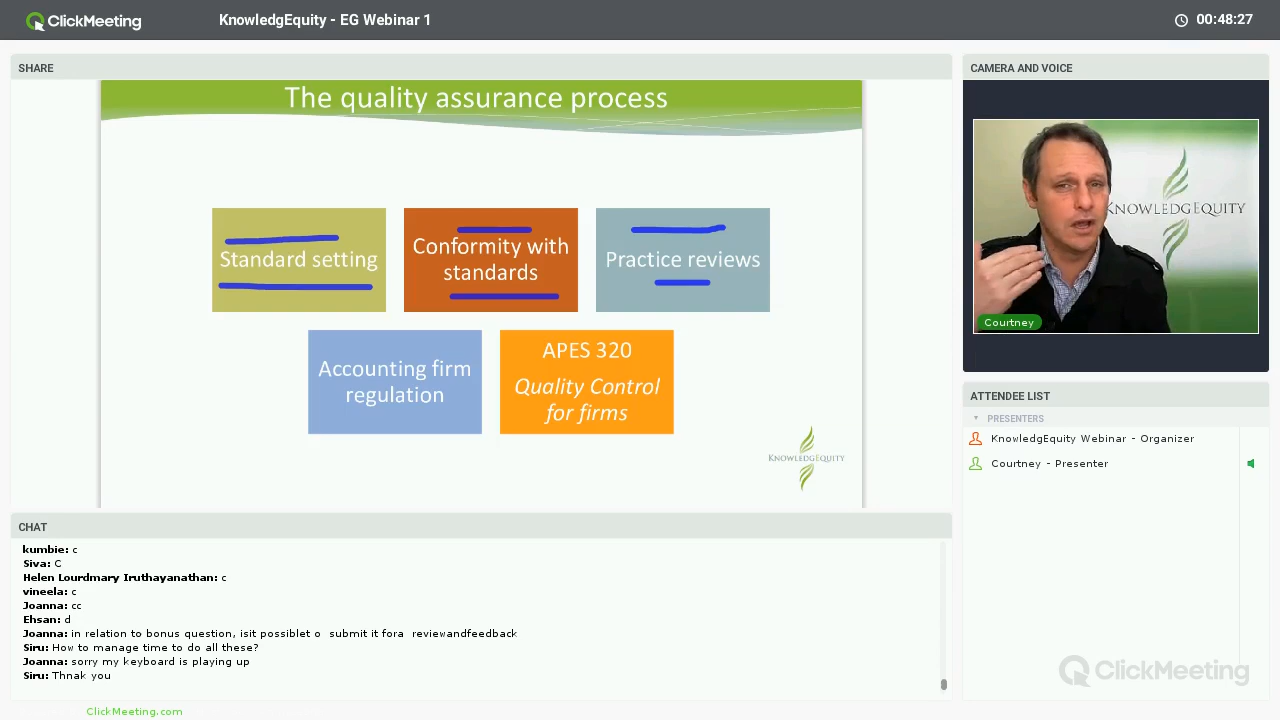 ClickMeeting
KnowledgEquity - EG Webinar 1
00:48:27
SHARE
The quality assurance process
Standard setting
Conformity with
standards
Practice reviews
Accounting firm
regulation
APES 320
Quality Control
for firms
KNOWLEDGEQUITY
CAMERA AND VOICE
KNOWLEDGEQUITY
Courtney
ATTENDEE LIST
PRESENTERS
KnowledgEquity Webinar - Organizer
Courtney - Presenter
CHAT
kumbie: c
Siva: C
Helen Lourdmary Iruthayanathan: c
vineela: c
Joanna: cc
Ehsan: d
Joanna: in relation to bonus question, isit possiblet o submit it fora reviewandfeedback
Siru: How to manage time to do all these?
Joanna: sorry my keyboard is playing up
Siru: Thnak you
ClickMeeting
ClickMeeting.com